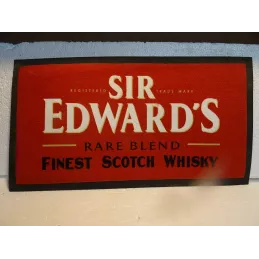 SIR
REGISTERED TRADE MARK
EDWARD'S
RARE BLEND
FINEST SCOTCH WHISKY